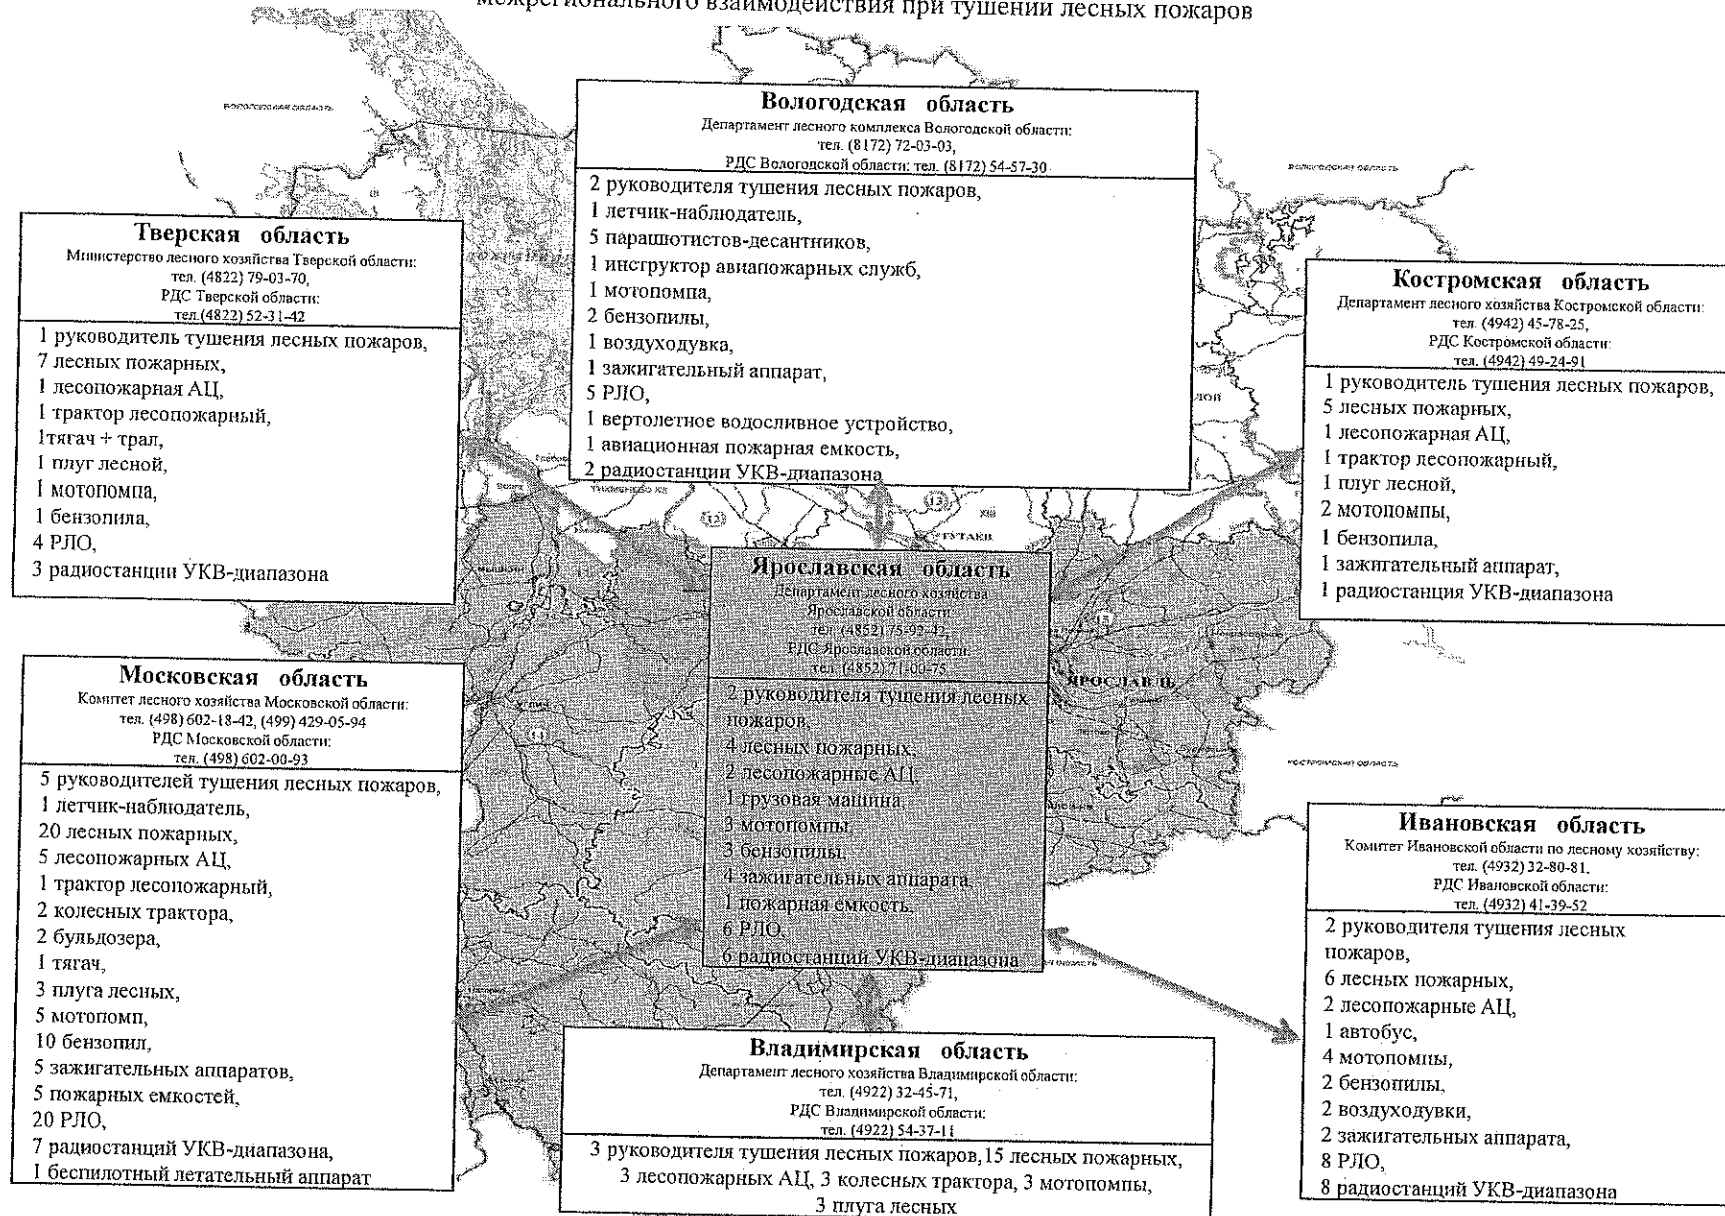 межрегионального взаимодействия при тушении лесных пожаров
Вологодская область
Департамент лесного комплекса Вологодской области:
тел. (8172) 72-03-03,
РДС Вологодской области: тел. (8172) 54-57-30
2 руководителя тушения лесных пожаров,
1 летчик-наблюдатель,
5 парашютистов-десантников,
1 инструктор авиапожарных служб,
1 мотопомпа,
2 бензопилы,
1 воздуходувка,
1 зажигательный аппарат,
5 РЛО,
1 вертолетное водосливное устройство,
1 авиационная пожарная емкость,
2 радиостанции УКВ-диапазона
Тверская область
Министерство лесного хозяйства Тверской области:
тел. (4822) 79-03-70,
РДС Тверской области:
тел.(4822) 52-31-42
1 руководитель тушения лесных пожаров,
7 лесных пожарных,
1 лесопожарная АЦ,
1 трактор лесопожарный,
1тягач + трал,
1 плуг лесной,
1 мотопомпа,
1 бензопила,
4 РЛО,
3 радиостанции УКВ-диапазона
Костромская область
Департамент лесного хозяйства Костромской области:
тел. (4942) 45-78-25,
РДС Костромской области:
тел. (4942) 49-24-91
1 руководитель тушения лесных пожаров,
5 лесных пожарных,
1 лесопожарная АЦ,
1 трактор лесопожарный,
1 плуг лесной,
2 мотопомпы,
1 бензопила,
1 зажигательный аппарат,
1 радиостанция УКВ-диапазона
Ярославская область
Департамент лесного хозяйства
Ярославской области:
тел. (4852) 75-92-42,
РДС Ярославской области:
тел. (4852) 71-00-75
2 руководителя тушения лесных
пожаров,
4 лесных пожарных,
2 лесопожарные АЦ,
1 грузовая машина,
3 мотопомпы,
3 бензопилы,
4 зажигательных аппарата,
1 пожарная емкость,
6 РЛО,
6 радиостанций УКВ-диапазона
Московская область
Комитет лесного хозяйства Московской области:
тел. (498) 602-18-42, (499) 429-05-94
РДС Московской области:
тел. (498) 602-00-93
5 руководителей тушения лесных пожаров,
1 летчик-наблюдатель,
20 лесных пожарных,
5 лесопожарных АЦ,
1 трактор лесопожарный,
2 колесных трактора,
2 бульдозера,
1 тягач,
3 плуга лесных,
5 мотопомп,
10 бензопил,
5 зажигательных аппаратов,
5 пожарных емкостей,
20 РЛО,
7 радиостанций УКВ-диапазона,
1 беспилотный летательный аппарат
Ивановская область
Комитет Ивановской области по лесному хозяйству:
тел. (4932) 32-80-81.
РДС Ивановской области:
тел. (4932) 41-39-52
2 руководителя тушения лесных
пожаров,
6 лесных пожарных,
2 лесопожарные АЦ,
1 автобус,
4 мотопомпы,
2 бензопилы,
2 воздуходувки,
2 зажигательных аппарата,
8 РЛО,
8 радиостанций УКВ-диапазона
Владимирская область
Департамент лесного хозяйства Владимирской области:
тел. (4922) 32-45-71,
РДС Владимирской области:
тел. (4922) 54-37-11
3 руководителя тушения лесных пожаров, 15 лесных пожарных,
3 лесопожарных АЦ, 3 колесных трактора, 3 мотопомпы,
3 плуга лесных
ВОЛОГОДСКАЯ ОБЛАСТЬ
ВОЛОГОДСКАЯ ОБЛАСТЬ
ТУТАЕВ
МЫШКИН
ЯРОСЛАВЛЬ
УГЛИЧ
КОСТРОМСКАЯ ОБЛАСТЬ